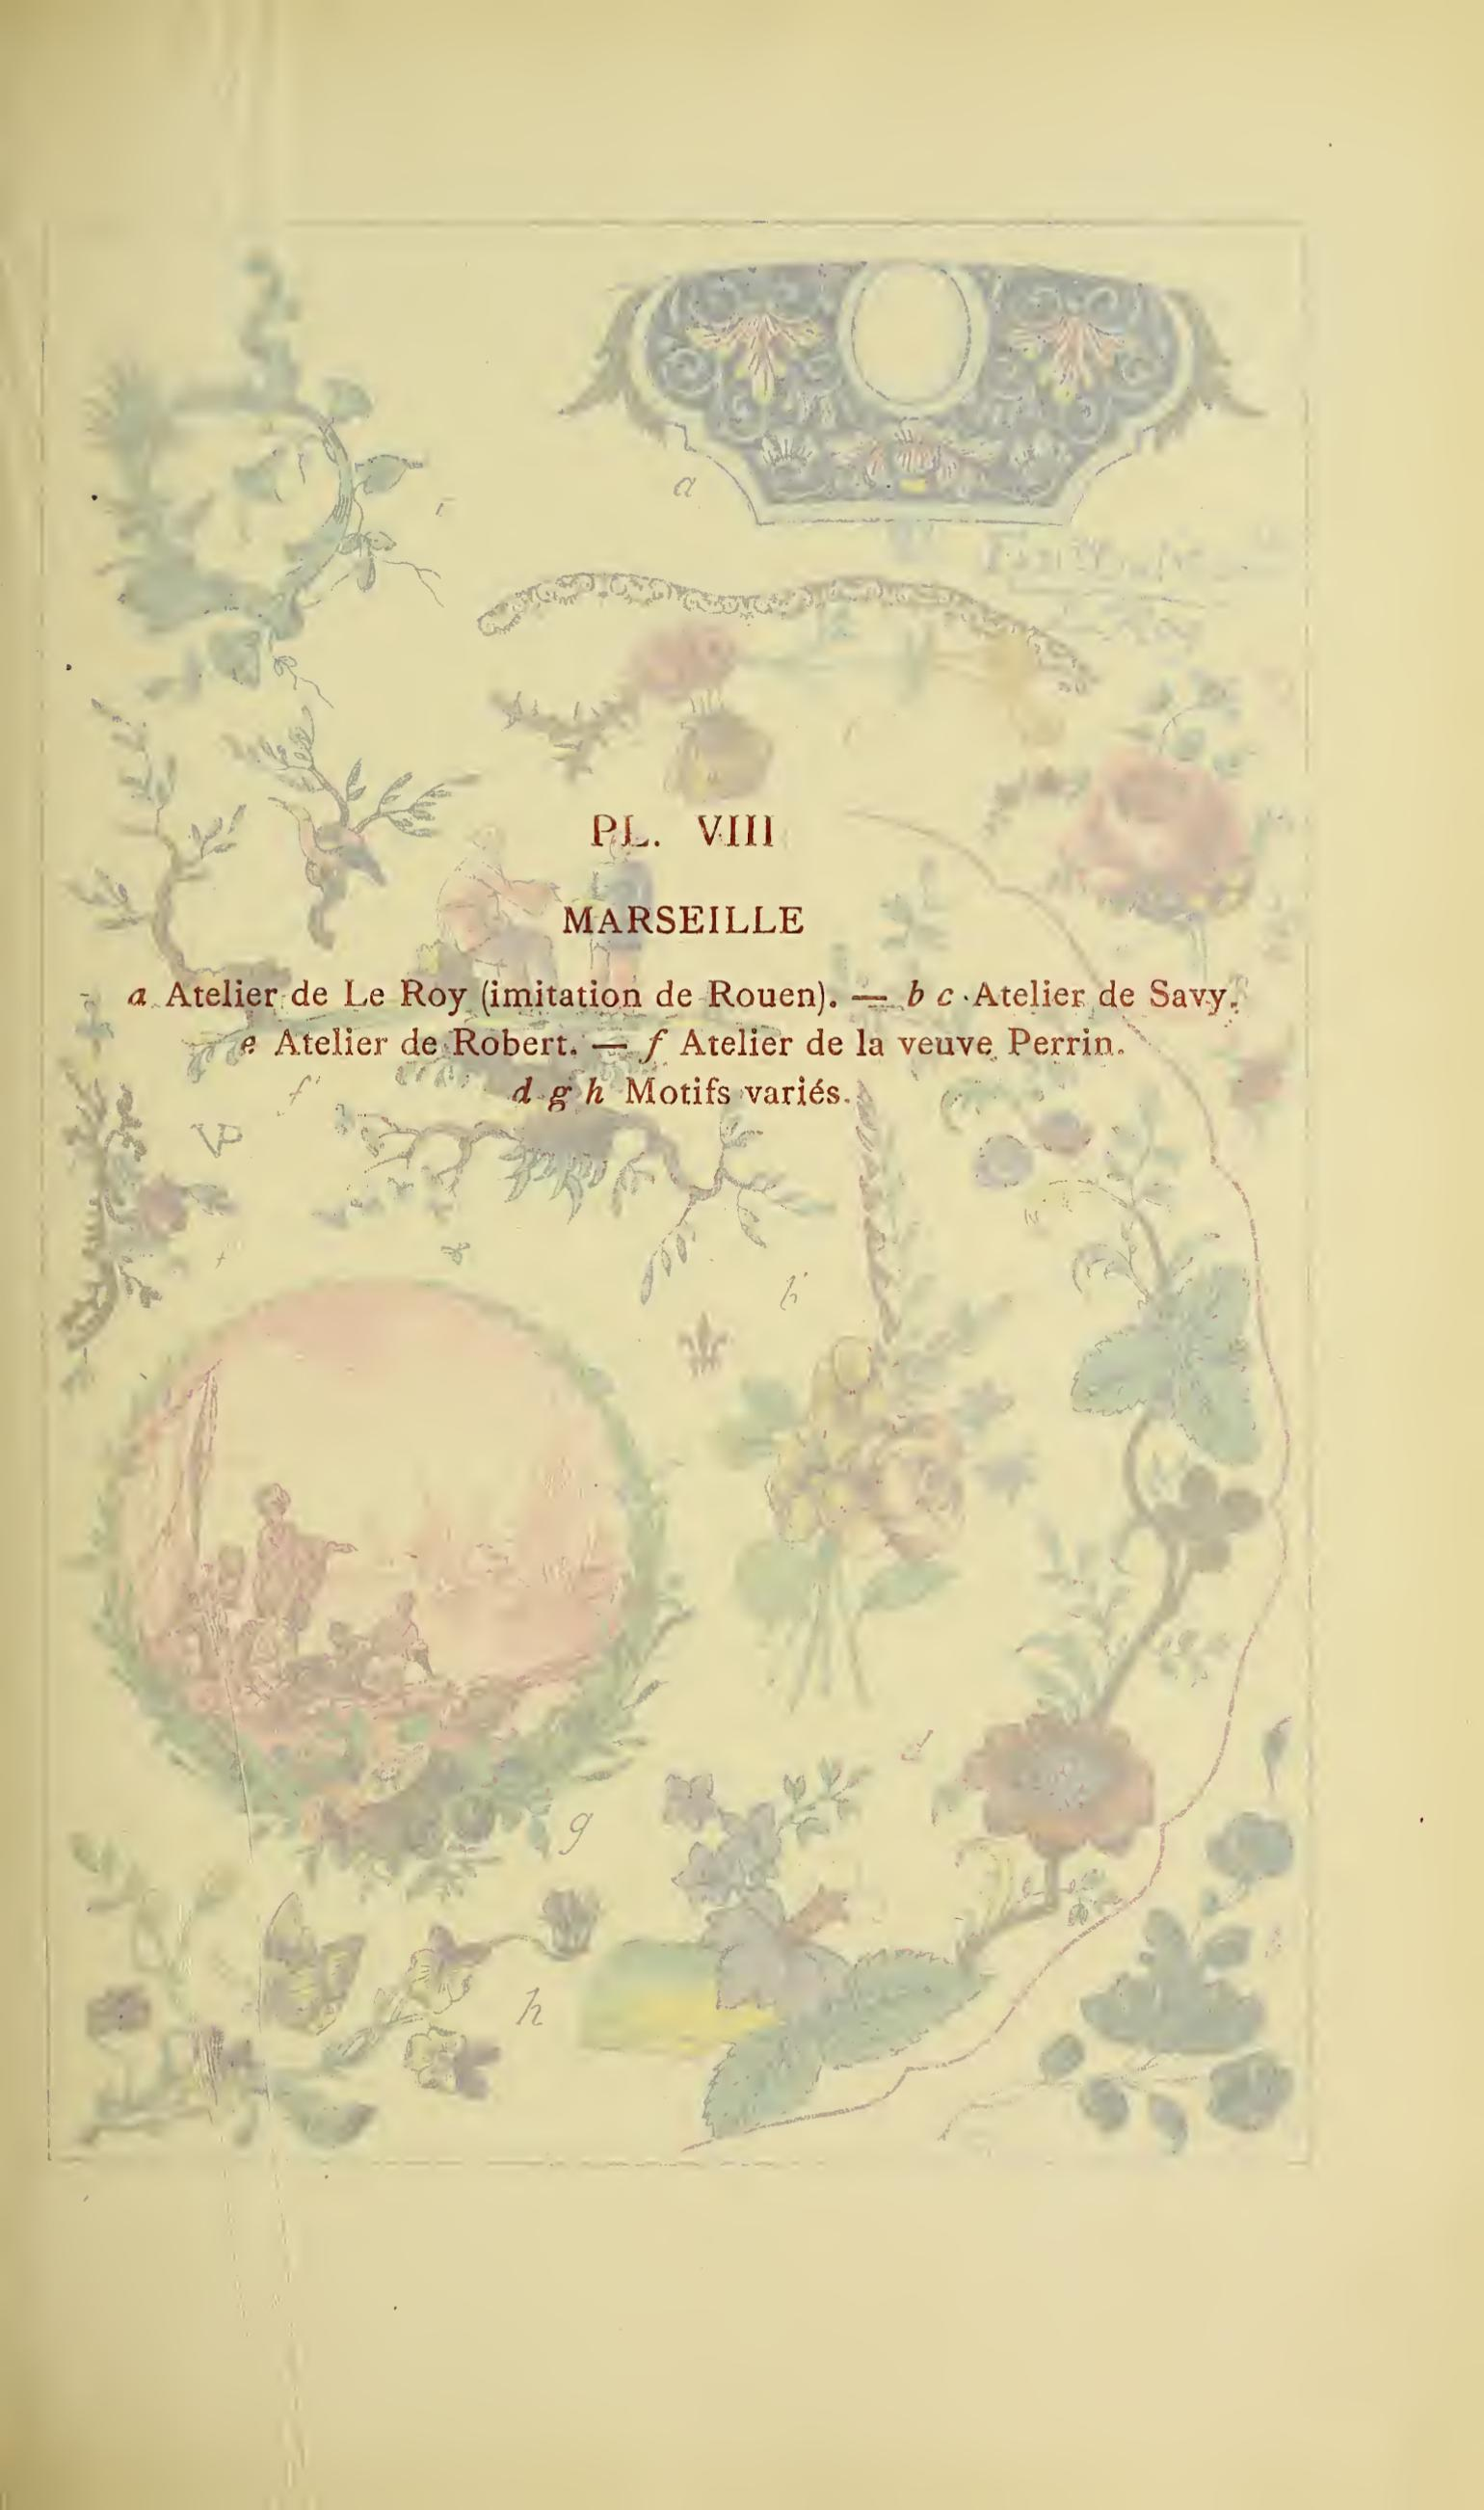 a
PL. VIII
MARSEILLE
a Atelier de Le Roy (imitation de Rouen). — b c Atelier de Savy.
e Atelier de Robert. — f Atelier de la veuve Perrin.
d g h Motifs variés.
f
VP
b
d
g
h